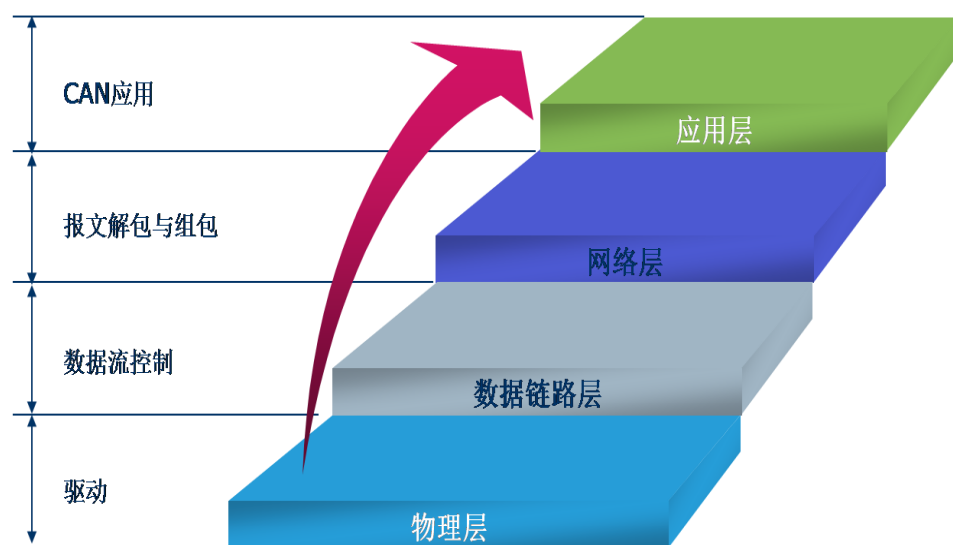 CAN应用
应用层
报文解包与组包
网络层
数据流控制
数据链路层
驱动
物理层